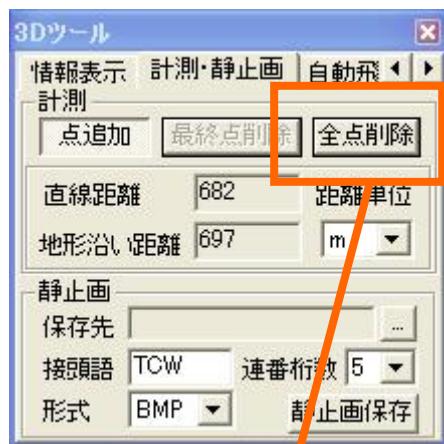 3Dツール
情報表示 計測・静止画 自動飛
計測
点追加 最終点削除 全点削除
直線距離 682 距離単位
地形沿い距離 697 m
静止画
保存先 ...
接頭語 TCW 連番桁数 5
形式 BMP 静止画保存